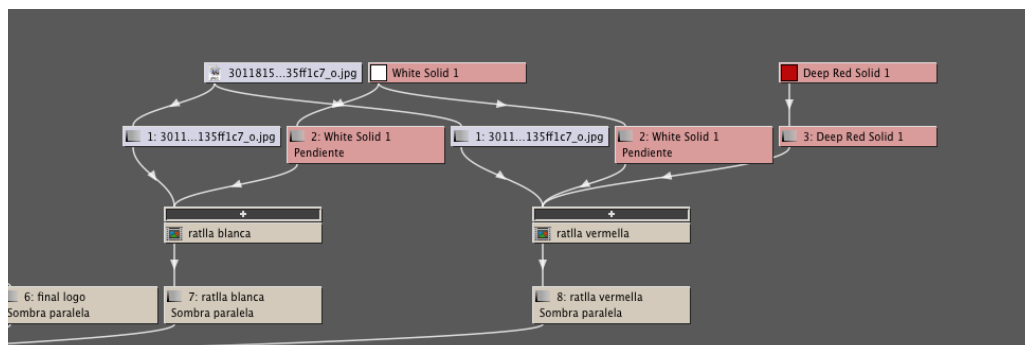 3011815...35ff1c7_o.jpg
White Solid 1
Deep Red Solid 1
1: 3011...135ff1c7_o.jpg
2: White Solid 1
Pendiente
1: 3011...135ff1c7_o.jpg
2: White Solid 1
Pendiente
3: Deep Red Solid 1
+
ratlla blanca
+
ratlla vermella
6: final logo
Sombra paralela
7: ratlla blanca
Sombra paralela
8: ratlla vermella
Sombra paralela